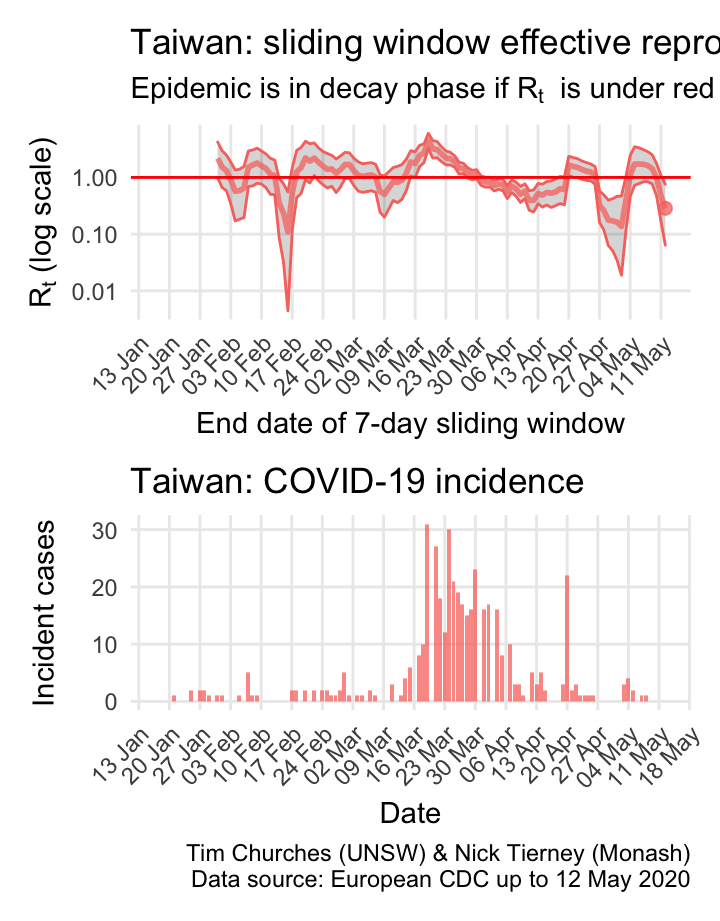 Taiwan: sliding window effective repro
Epidemic is in decay phase if Rt is under red
Rt (log scale)
1.00
0.10
0.01
13 Jan
20 Jan
27 Jan
03 Feb
10 Feb
17 Feb
24 Feb
02 Mar
09 Mar
16 Mar
23 Mar
30 Mar
06 Apr
13 Apr
20 Apr
27 Apr
04 May
11 May
End date of 7-day sliding window
Taiwan: COVID-19 incidence
Incident cases
30
20
10
0
13 Jan
20 Jan
27 Jan
03 Feb
10 Feb
17 Feb
24 Feb
02 Mar
09 Mar
16 Mar
23 Mar
30 Mar
06 Apr
13 Apr
20 Apr
27 Apr
04 May
11 May
18 May
Date
Tim Churches (UNSW) & Nick Tierney (Monash)
Data source: European CDC up to 12 May 2020